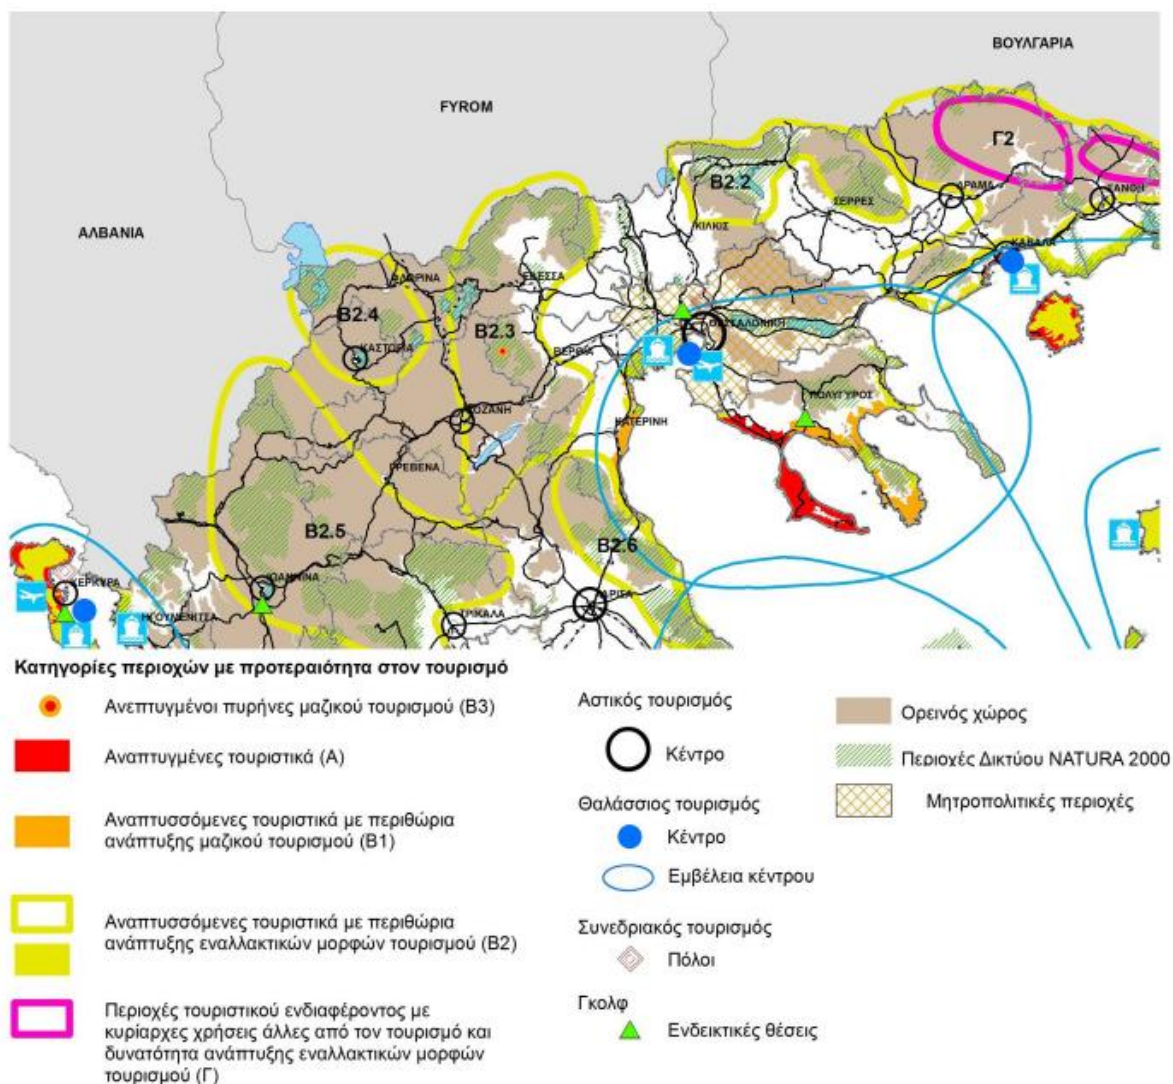 ΒΟΥΛΓΑΡΙΑ
FYROM
Γ2
ΑΛΒΑΝΙΑ
Β2.2
ΔΡΑΜΑ
ΞΑΝΘΗ
ΣΕΡΡΕΣ
ΚΙΛΚΙΣ
ΚΑΒΑΛΑ
ΦΛΩΡΙΝΑ
ΕΔΕΣΣΑ
Β2.4
Β2.3
ΘΕΣΣΑΛΟΝΙΚΗ
ΚΑΣΤΟΡΙΑ
ΒΕΡΟΙΑ
ΠΟΛΥΓΥΡΟΣ
ΚΟΖΑΝΗ
ΚΑΤΕΡΙΝΗ
ΓΡΕΒΕΝΑ
Β2.5
Β2.6
ΚΕΡΚΥΡΑ
ΙΩΑΝΝΙΝΑ
ΛΑΡΙΣΑ
ΗΓΟΥΜΕΝΙΤΣΑ
ΤΡΙΚΑΛΑ
Κατηγορίες περιοχών με προτεραιότητα στον τουρισμό
Ανεπτυγμένοι πυρήνες μαζικού τουρισμού (Β3)
Αναπτυγμένες τουριστικά (Α)
Αναπτυσσόμενες τουριστικά με περιθώρια
ανάπτυξης μαζικού τουρισμού (Β1)
Αναπτυσσόμενες τουριστικά με περιθώρια
ανάπτυξης εναλλακτικών μορφών τουρισμού (Β2)
Περιοχές τουριστικού ενδιαφέροντος με
κυρίαρχες χρήσεις άλλες από τον τουρισμό και
δυνατότητα ανάπτυξης εναλλακτικών μορφών
τουρισμού (Γ)
Αστικός τουρισμός
Κέντρο
Θαλάσσιος τουρισμός
Κέντρο
Εμβέλεια κέντρου
Συνεδριακός τουρισμός
Πόλοι
Γκολφ
Ενδεικτικές θέσεις
Ορεινός χώρος
Περιοχές Δικτύου NATURA 2000
Μητροπολιτικές περιοχές